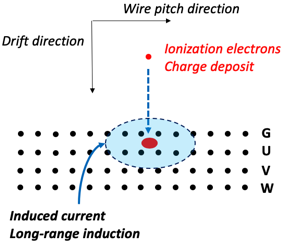 Wire pitch direction
Drift direction
Ionization electrons
Charge deposit
G
U
V
W
Induced current
Long-range induction